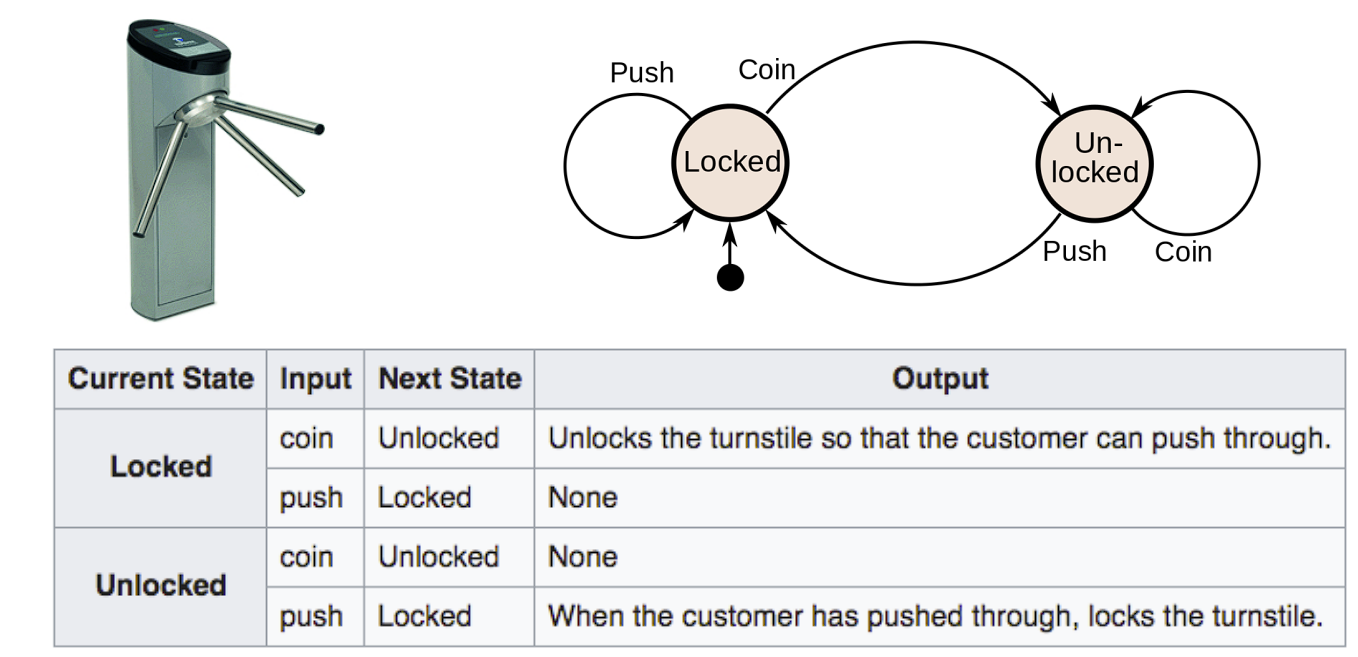 Push
Coin
Locked
Un-
locked
Push
Coin
Current State Input Next State Output
Locked
coin Unlocked Unlocks the turnstile so that the customer can push through.
push Locked None
Unlocked
coin Unlocked None
push Locked When the customer has pushed through, locks the turnstile.